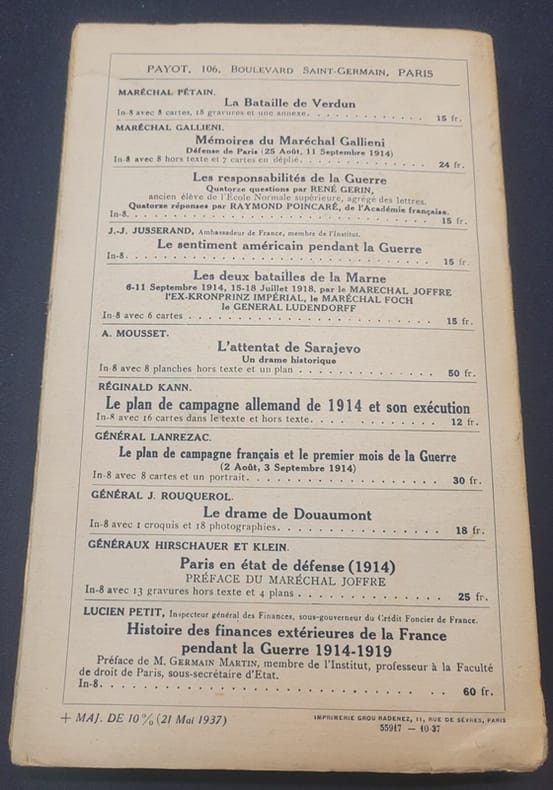 PAYOT, 106, BOULEVARD SAINT-GERMAIN, PARIS
MARÉCHAL PÉTAIN.
La Bataille de Verdun
In-8 avec 8 cartes, 18 gravures et une annexe. 15 fr.
MARÉCHAL GALLIENI.
Mémoires du Maréchal Gallieni
Défense de Paris (25 Août, 11 Septembre 1914)
In-8 avec 8 hors texte et 7 cartes en déplié. . . . . . . . . . . . . . 24 fr.
Les responsabilités de la Guerre
Quatorze questions par RENÉ GERIN,
ancien élève de l'École Normale supérieure, agrégé des lettres.
Quatorze réponses par RAYMOND POINCARÉ, de l'Académie française.
In-8. . . . . . . . . . . . . . . . . . . . . . . . . . . . . 15 fr.
J.-J. JUSSERAND, Ambassadeur de France, membre de l'Institut.
Le sentiment américain pendant la Guerre
In-8. . . . . . . . . . . . . . . . . . . . . . . . . . . . . 15 fr.
Les deux batailles de la Marne
6-11 Septembre 1914, 15-18 Juillet 1918, par le MARECHAL JOFFRE
l'EX-KRONPRINZ IMPÉRIAL, le MARÉCHAL FOCH
le GENERAL LUDENDORFF
In-8 avec 6 cartes . . . . . . . . . . . . . . . . . . . . . . 15 fr.
A. MOUSSET.
L'attentat de Sarajevo
Un drame historique
In-8 avec 8 planches hors texte et un plan . . . . . . . . . . . . 50 fr.
RÉGINALD KANN.
Le plan de campagne allemand de 1914 et son exécution
In-8 avec 16 cartes dans le texte et hors texte. . . . . . . . . . . 12 fr.
GÉNÉRAL LANREZAC.
Le plan de campagne français et le premier mois de la Guerre
(2 Août, 3 Septembre 1914)
In-8 avec 8 cartes et un portrait. . . . . . . . . . . . . . . . . 30 fr.
GÉNÉRAL J. ROUQUEROL.
Le drame de Douaumont
In-8 avec 1 croquis et 18 photographies. . . . . . . . . . . . . . 18 fr.
GÉNÉRAUX HIRSCHAUER ET KLEIN.
Paris en état de défense (1914)
PRÉFACE DU MARÉCHAL JOFFRE
In-8 avec 13 gravures hors texte et 4 plans . . . . . . . . . . . . 25 fr.
LUCIEN PETIT, Inspecteur général des Finances, sous-gouverneur du Crédit Foncier de France.
Histoire des finances extérieures de la France
pendant la Guerre 1914-1919
Préface de M. GERMAIN MARTIN, membre de l'Institut, professeur à la Faculté
de droit de Paris, sous-secrétaire d'Etat.
In-8. . . . . . . . . . . . . . . . . . . . . . . . . . . . . 60 fr.
+ MAJ. DE 10 % (21 Mai 1937)
IMPRIMERIE GROU RADENEZ, 11, RUE DE SÈVRES, PARIS
55917 — 10-37